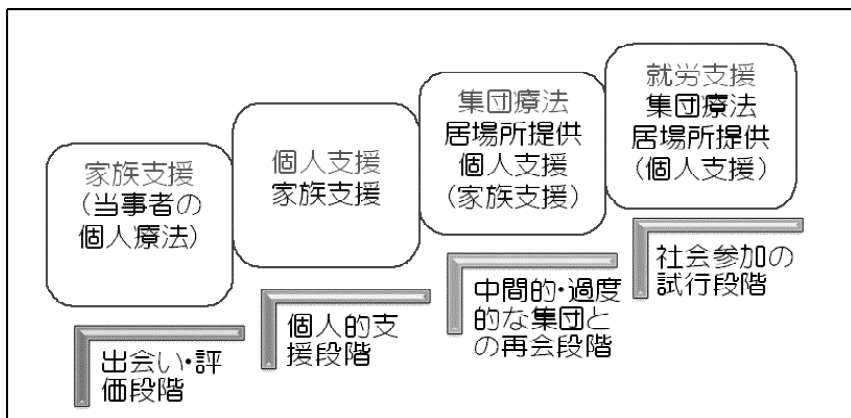 家族支援
(当事者の
個人療法)
出会い・評
価段階
個人支援
家族支援
個人的支
援段階
集団療法
居場所提供
個人支援
(家族支援)
中間的・過度
的な集団と
の再会段階
就労支援
集団療法
居場所提供
(個人支援)
社会参加の
試行段階